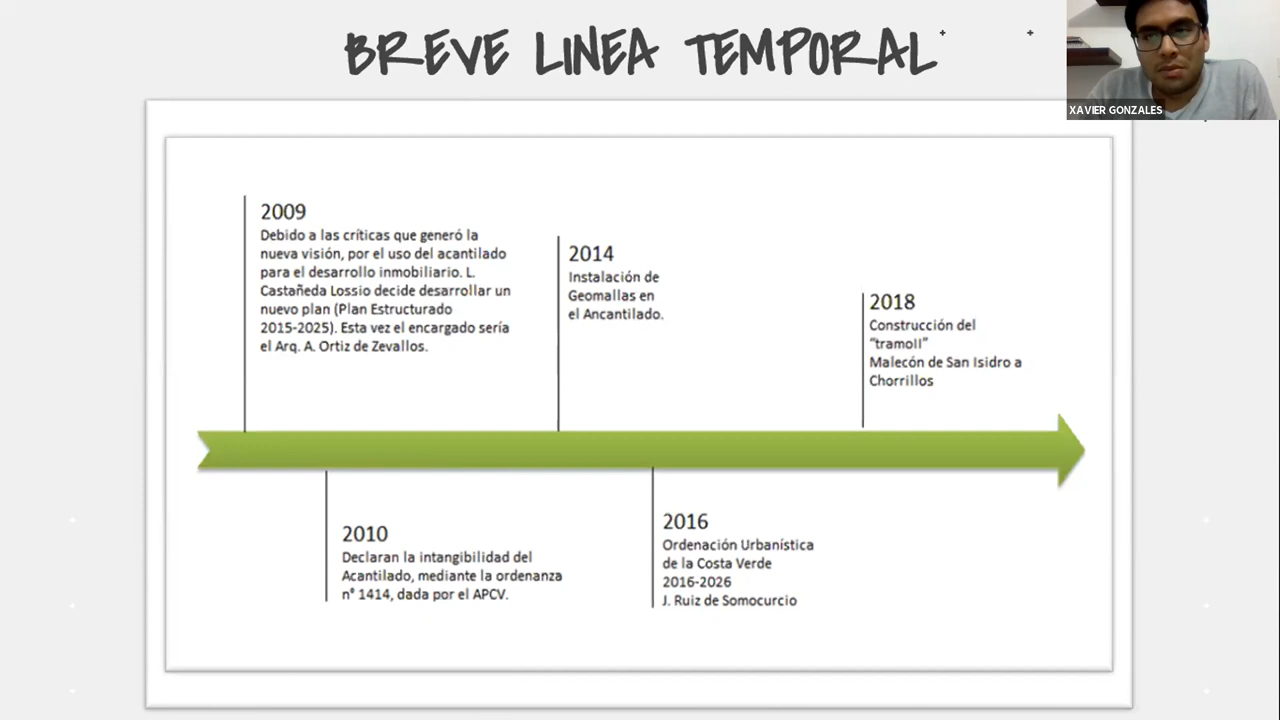 BREVE LINEA TEMPORAL
XAVIER GONZALES
2009
Debido a las críticas que generó la
nueva visión, por el uso del acantilado
para el desarrollo inmobiliario. L.
Castañeda Lossio decide desarrollar un
nuevo plan (Plan Estructurado
2015-2025). Esta vez el encargado sería
el Arq. A. Ortiz de Zevallos.
2014
Instalación de
Geomallas en
el Ancantilado.
2018
Construcción del
“tramoII”
Malecón de San Isidro a
Chorrillos
2010
Declaran la intangibilidad del
Acantilado, mediante la ordenanza
n° 1414, dada por el APCV.
2016
Ordenación Urbanística
de la Costa Verde
2016-2026
J. Ruiz de Somocurcio